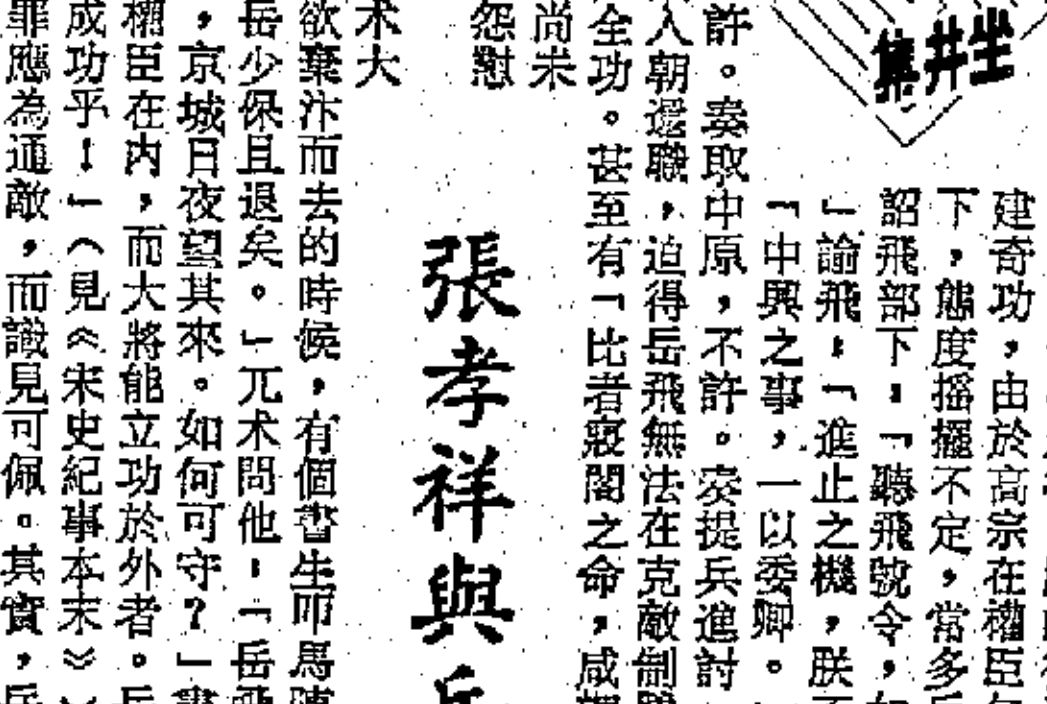 坐井集
建奇功，由於高宗在權臣
下，態度搖擺不定，常多
詔飛部下：「聽飛號令，如
」諭飛：「進止之機，朕
「中興之事，一以委卿。
許。奏取中原，不許。奏提兵進討
入朝還職，迫得岳飛無法在克敵制
全功。甚至有「比者寢閣之命，咸
尚未
怨懟
張孝祥與岳
术大
欲棄汴而去的時候，有個書生叩馬
岳少保且退矣。」兀术問他：「岳飛
，京城日夜望其來。如何可守？」書
權臣在內，而大將能立功於外者。岳
成功乎！」（見《宋史紀事本末》）
罪應為通敵，而識見可佩。其實，岳